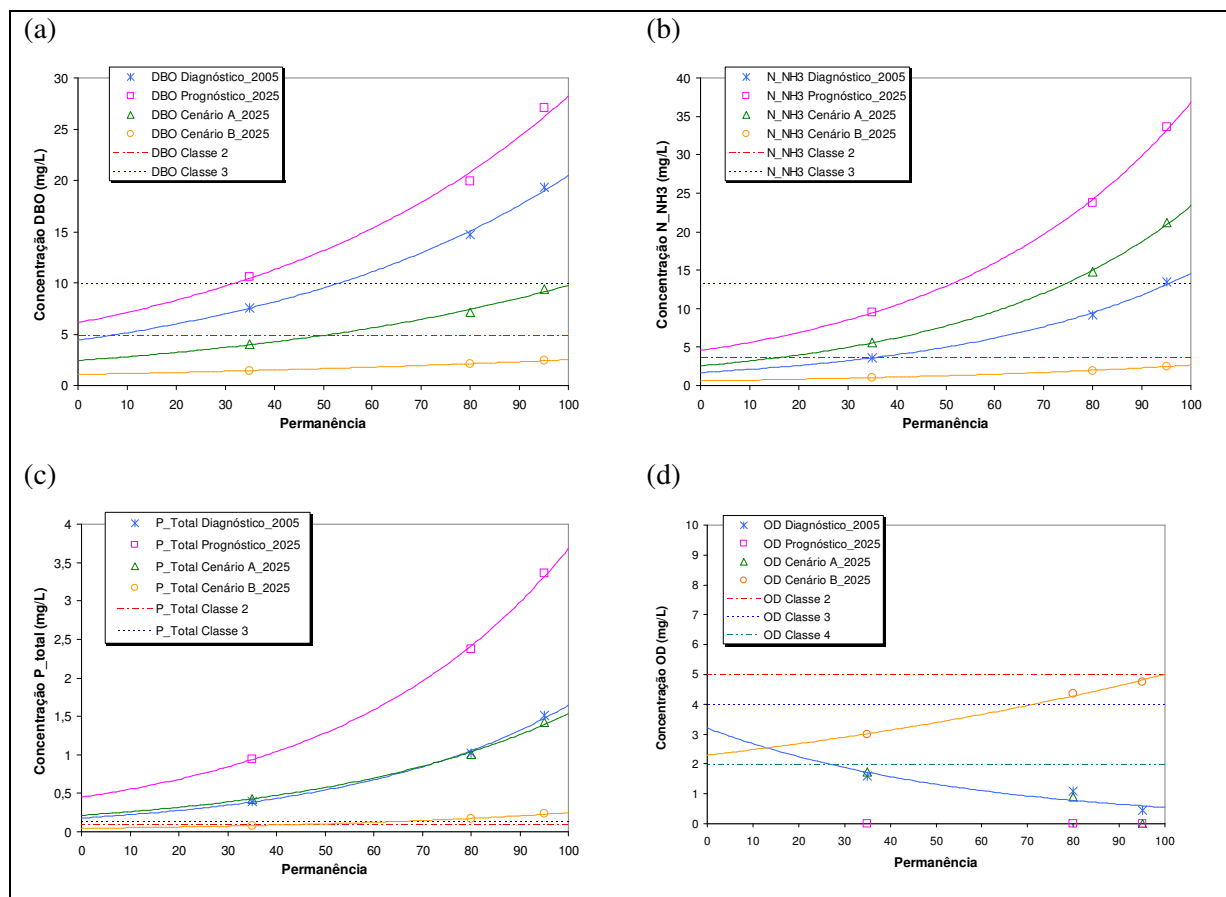 (a)
DBO Diagnóstico_2005
DBO Prognóstico_2025
DBO Cenário A_2025
DBO Cenário B_2025
DBO Classe 2
DBO Classe 3
Concentração DBO (mg/L)
30
25
20
15
10
5
0
0 10 20 30 40 50 60 70 80 90 100
Permanência
(b)
N_NH3 Diagnóstico_2005
N_NH3 Prognóstico_2025
N_NH3 Cenário A_2025
N_NH3 Cenário B_2025
N_NH3 Classe 2
N_NH3 Classe 3
Concentração N_NH3 (mg/L)
40
35
30
25
20
15
10
5
0
0 10 20 30 40 50 60 70 80 90 100
Permanência
(c)
P_Total Diagnóstico_2005
P_Total Prognóstico_2025
P_Total Cenário A_2025
P_Total Cenário B_2025
P_Total Classe 2
P_Total Classe 3
Concentração P_total (mg/L)
4
3,5
3
2,5
2
1,5
1
0,5
0
0 10 20 30 40 50 60 70 80 90 100
Permanência
(d)
OD Diagnóstico_2005
OD Prognóstico_2025
OD Cenário A_2025
OD Cenário B_2025
OD Classe 2
OD Classe 3
OD Classe 4
Concentração OD (mg/L)
10
9
8
7
6
5
4
3
2
1
0
0 10 20 30 40 50 60 70 80 90 100
Permanência